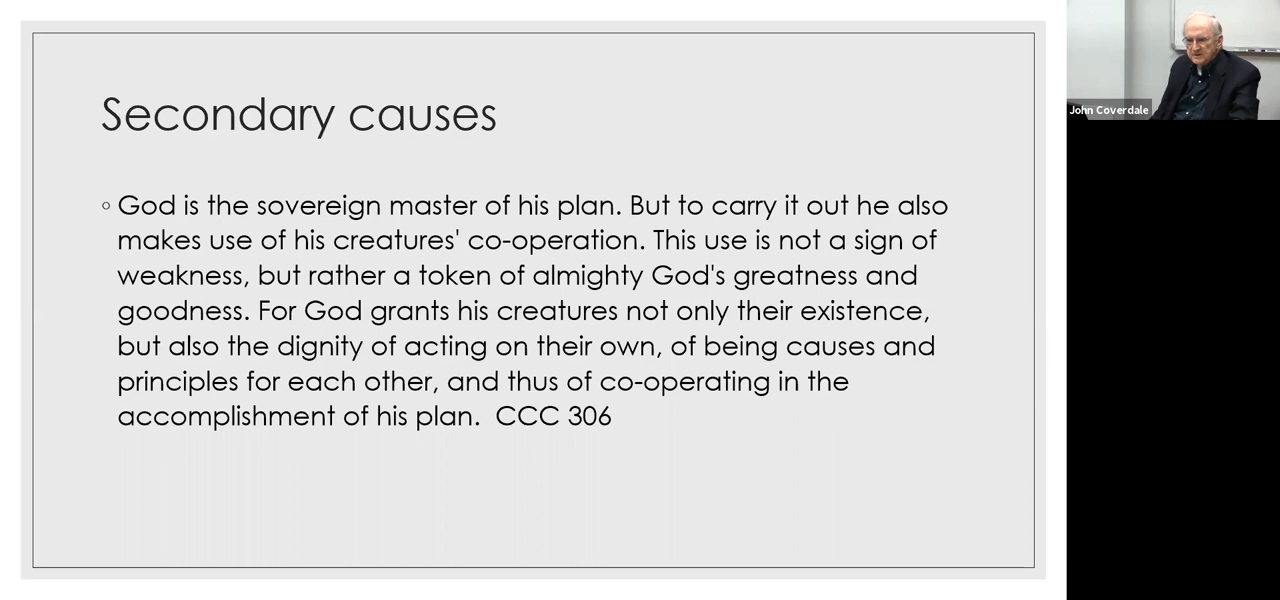 Secondary causes
◦ God is the sovereign master of his plan. But to carry it out he also
makes use of his creatures' co-operation. This use is not a sign of
weakness, but rather a token of almighty God's greatness and
goodness. For God grants his creatures not only their existence,
but also the dignity of acting on their own, of being causes and
principles for each other, and thus of co-operating in the
accomplishment of his plan.  CCC 306
John Coverdale